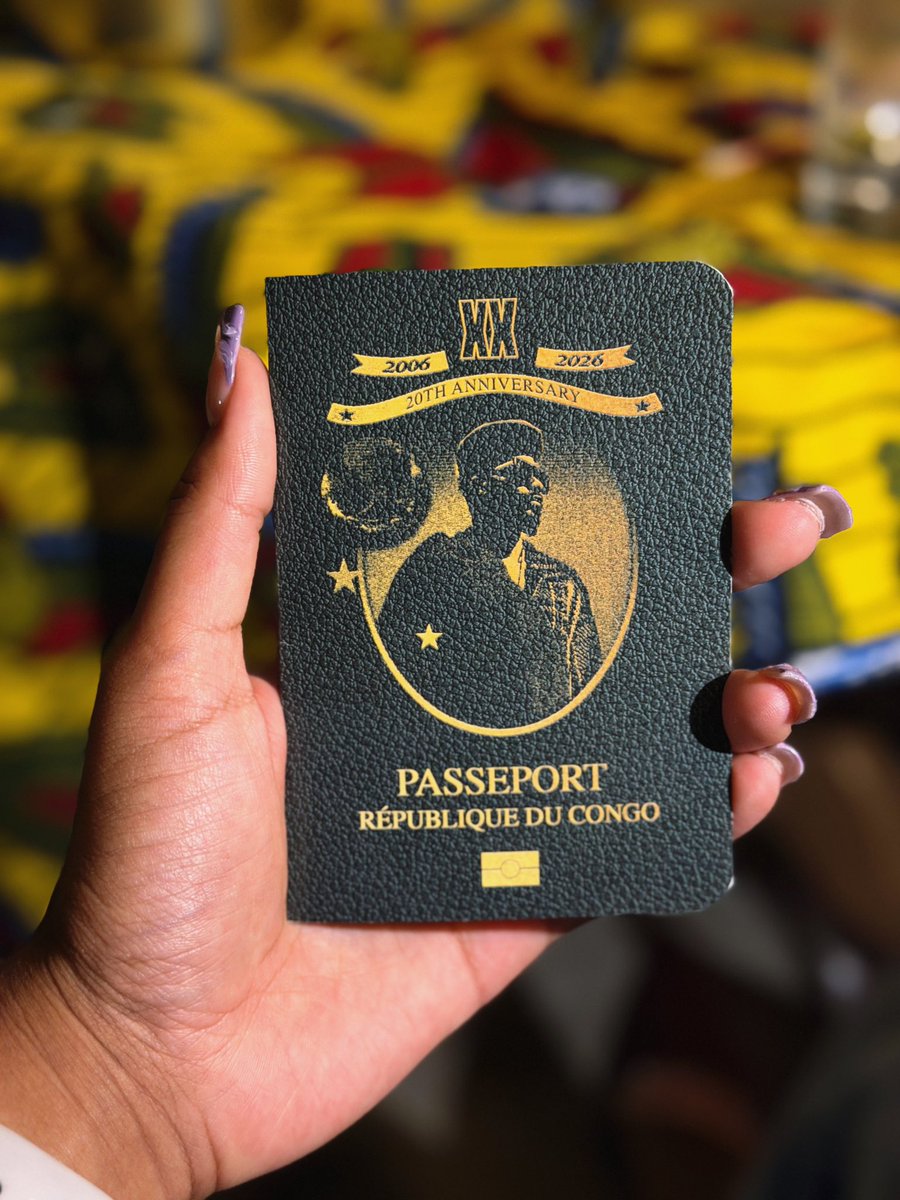 XX
2006 2026
20TH ANNIVERSARY
PASSEPORT
RÉPUBLIQUE DU CONGO